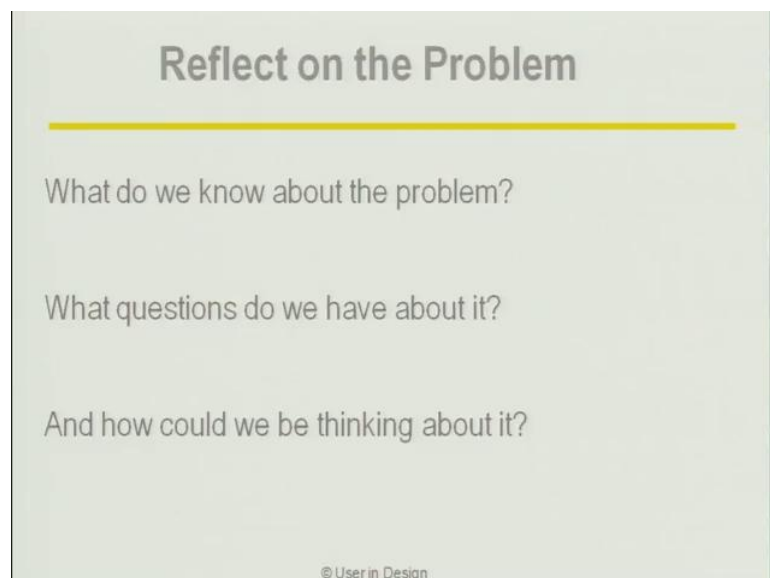 Reflect on the Problem
What do we know about the problem?
What questions do we have about it?
And how could we be thinking about it?
© User in Design